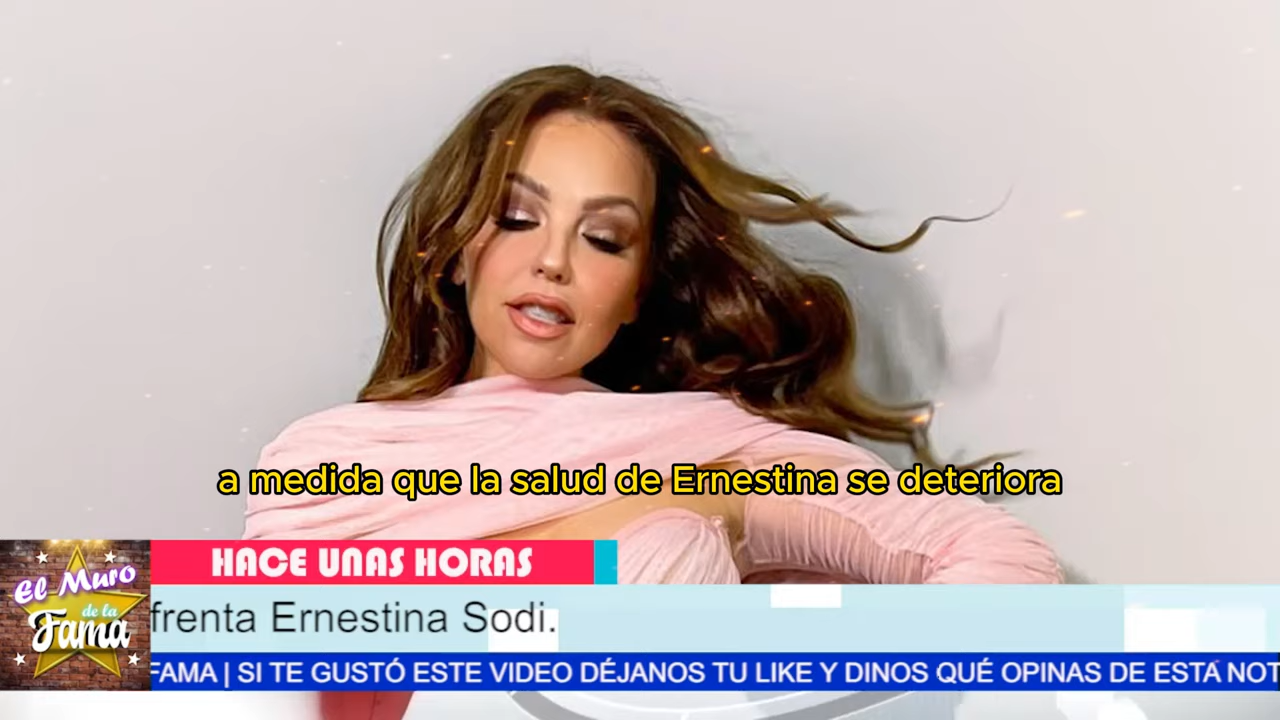 a medida que la salud de Ernestina se deteriora
HACE UNAS HORAS
El Muro
de la
Fama
frenta Ernestina Sodi.
FAMA | SI TE GUSTÓ ESTE VIDEO DÉJANOS TU LIKE Y DINOS QUÉ OPINAS DE ESTA NOT